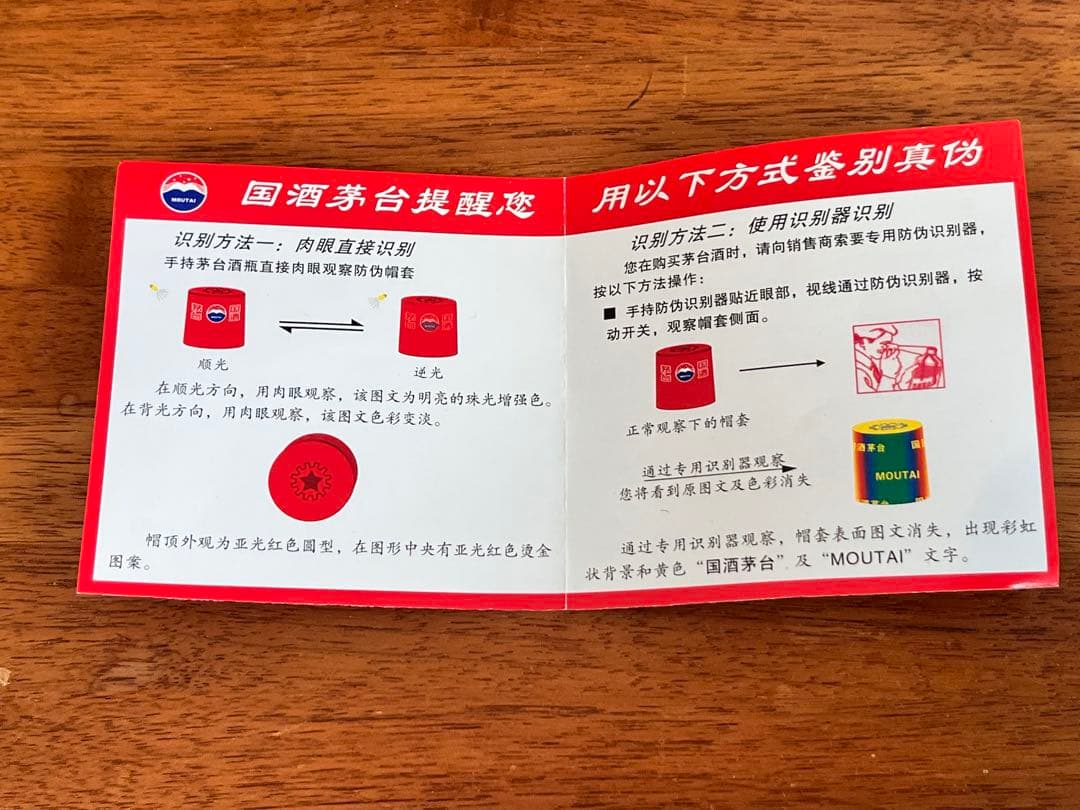 MOUTAI
国酒茅台提醒您
识别方法一：肉眼直接识别
手持茅台酒瓶直接肉眼观察防伪帽套
MOUTAI
顺光
逆光
在顺光方向，用肉眼观察，该图文为明亮的珠光增强色。
在背光方向，用肉眼观察，该图文色彩变淡。
帽顶外观为亚光红色圆型，在图形中央有亚光红色烫金
图案。
用以下方式鉴别真伪
识别方法二：使用识别器识别
您在购买茅台酒时，请向销售商索要专用防伪识别器，
按以下方法操作：
■ 手持防伪识别器贴近眼部，视线通过防伪识别器，按
动开关，观察帽套侧面。
正常观察下的帽套
通过专用识别器观察
您将看到原图文及色彩消失
酒茅台 国
MOUTAI
通过专用识别器观察，帽套表面图文消失，出现彩虹
状背景和黄色“国酒茅台”及“MOUTAI”文字。